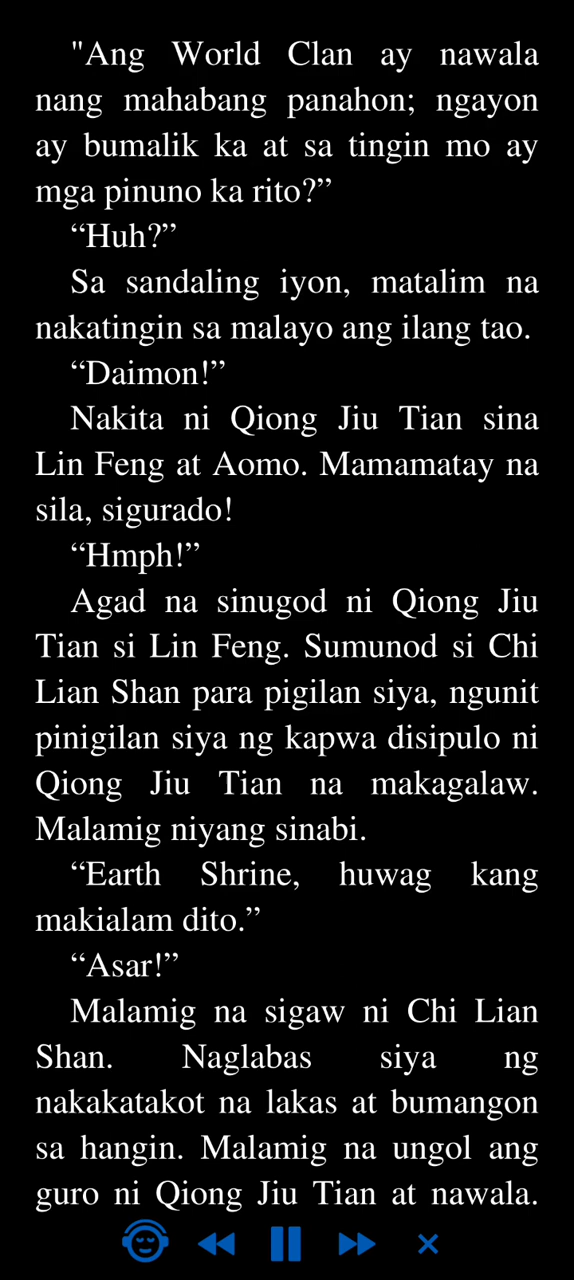 "Ang World Clan ay nawala
nang mahabang panahon; ngayon
ay bumalik ka at sa tingin mo ay
mga pinuno ka rito?”
“Huh?”
Sa sandaling iyon, matalim na
nakatingin sa malayo ang ilang tao.
“Daimon!”
Nakita ni Qiong Jiu Tian sina
Lin Feng at Aomo. Mamamatay na
sila, sigurado!
“Hmph!”
Agad na sinugod ni Qiong Jiu
Tian si Lin Feng. Sumunod si Chi
Lian Shan para pigilan siya, ngunit
pinigilan siya ng kapwa disipulo ni
Qiong Jiu Tian na makagalaw.
Malamig niyang sinabi.
“Earth Shrine, huwag kang
makialam dito.”
“Asar!”
Malamig na sigaw ni Chi Lian
Shan. Naglabas siya ng
nakakatakot na lakas at bumangon
sa hangin. Malamig na ungol ang
guro ni Qiong Jiu Tian at nawala.